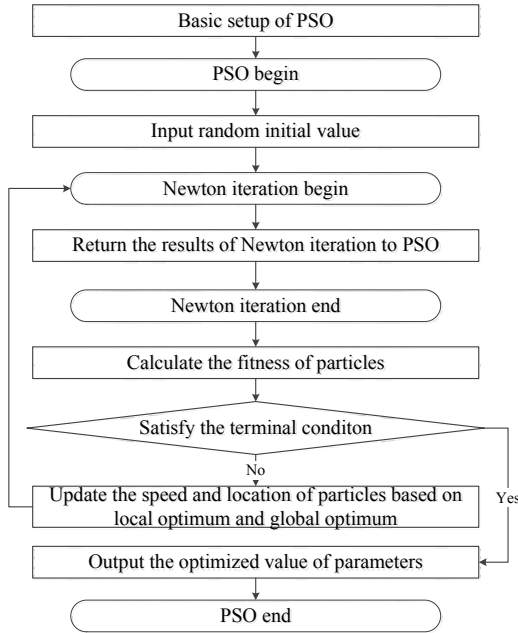 Basic setup of PSO
PSO begin
Input random initial value
Newton iteration begin
Return the results of Newton iteration to PSO
Newton iteration end
Calculate the fitness of particles
Satisfy the terminal conditon
No
Yes
Update the speed and location of particles based on
local optimum and global optimum
Output the optimized value of parameters
PSO end